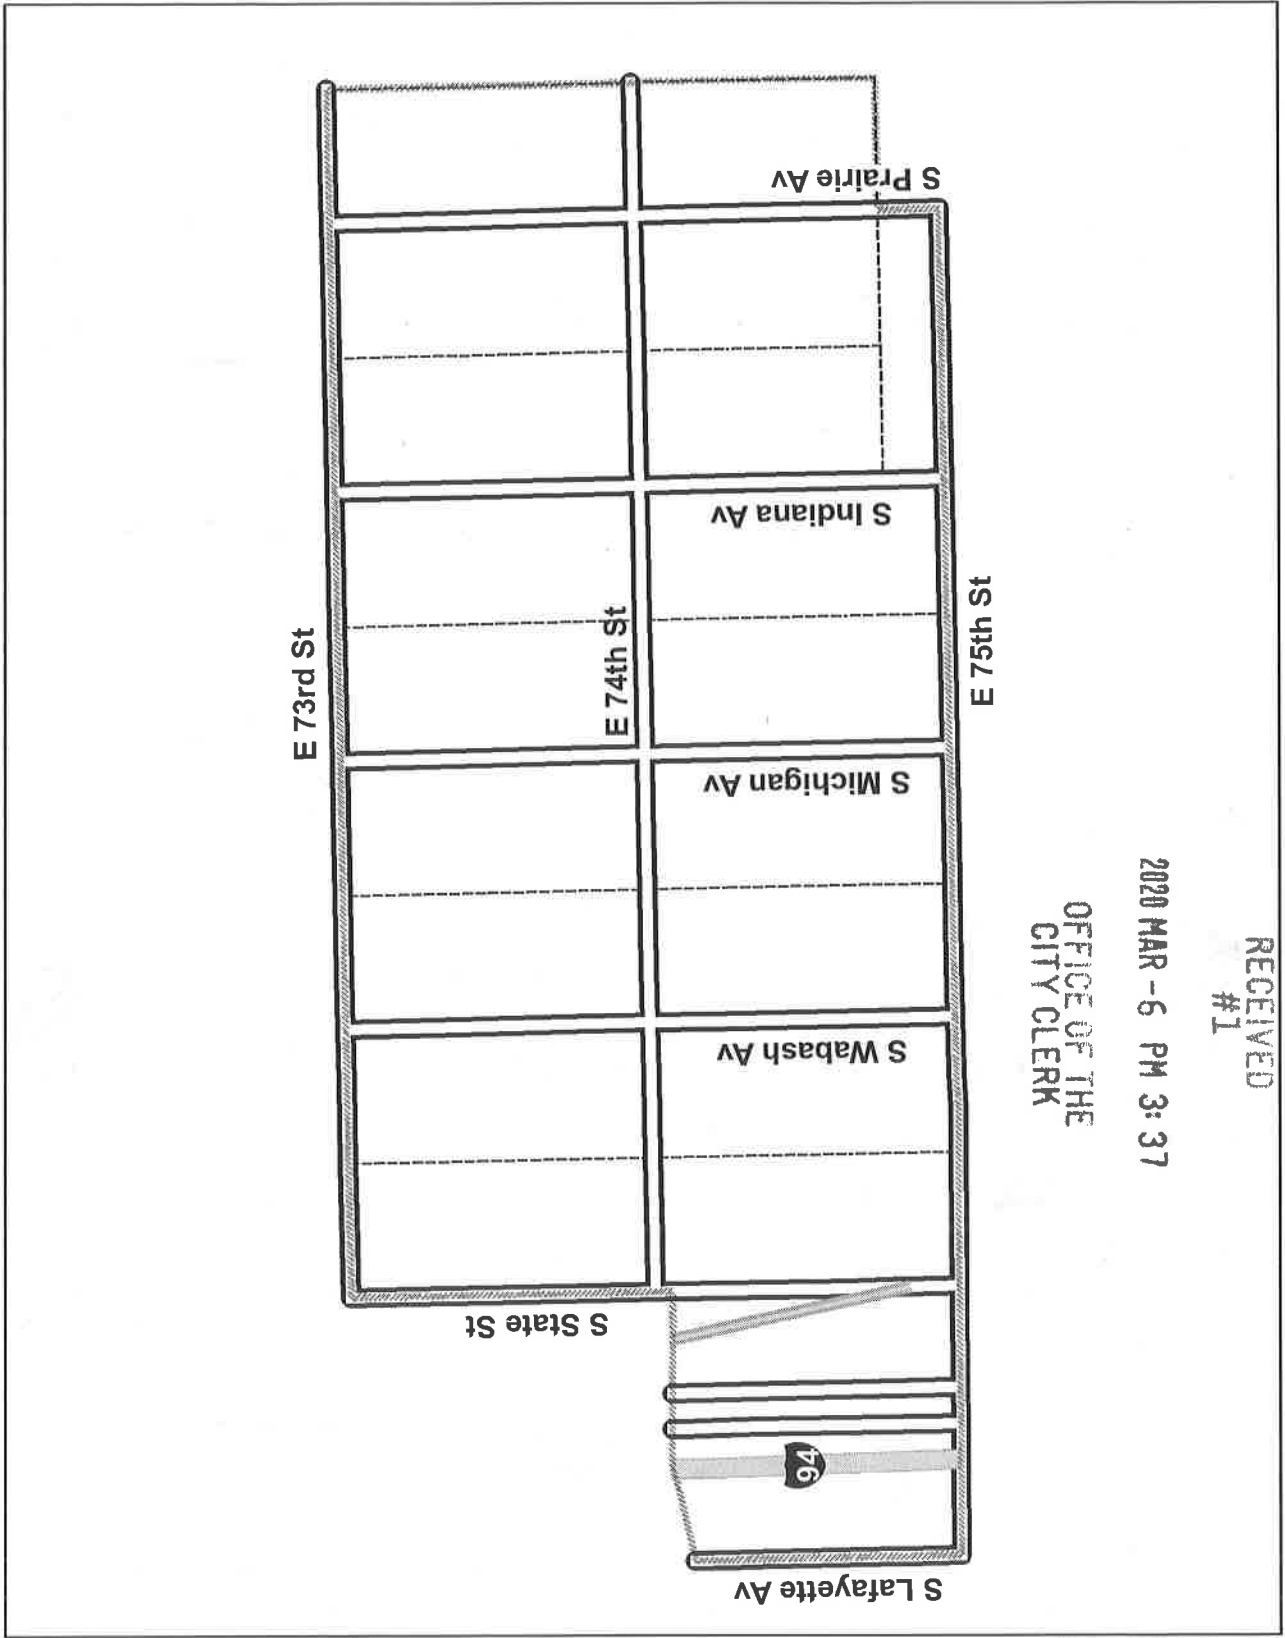 S Prairie Av
S Indiana Av
E 73rd St
E 74th St
E 75th St
S Michigan Av
S Wabash Av
S State St
94
S Lafayette Av
RECEIVED
#1
2020 MAR -6 PM 3:37
OFFICE OF THE
CITY CLERK